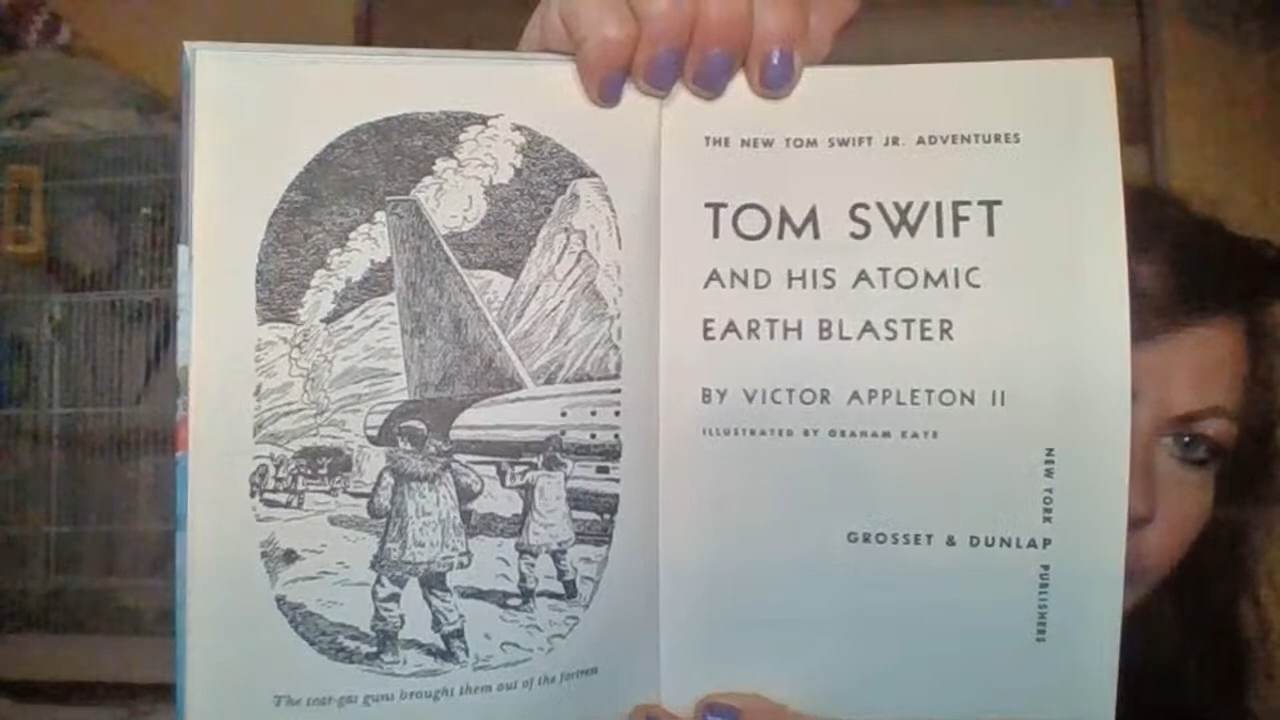 The tear-gas guns brought them out of the fortress
THE NEW TOM SWIFT JR. ADVENTURES
TOM SWIFT
AND HIS ATOMIC
EARTH BLASTER
BY VICTOR APPLETON II
ILLUSTRATED BY GRAHAM KAYE
NEW YORK
GROSSET & DUNLAP
PUBLISHERS